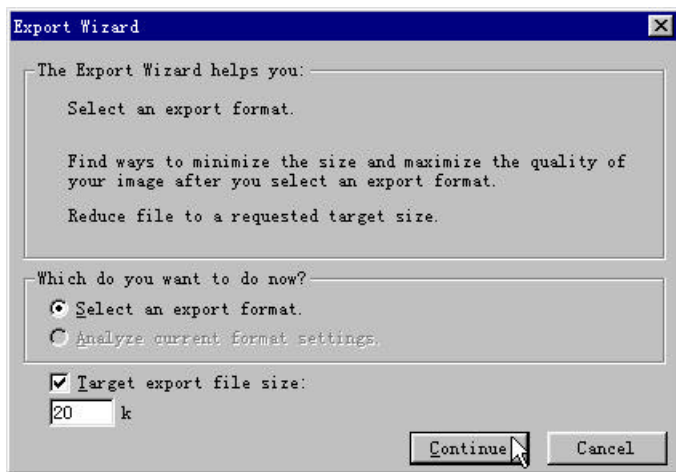 Export Wizard
The Export Wizard helps you:
Select an export format.
Find ways to minimize the size and maximize the quality of
your image after you select an export format.
Reduce file to a requested target size.
Which do you want to do now?
Select an export format.
Analyze current format settings.
Target export file size:
20 k
Continue Cancel